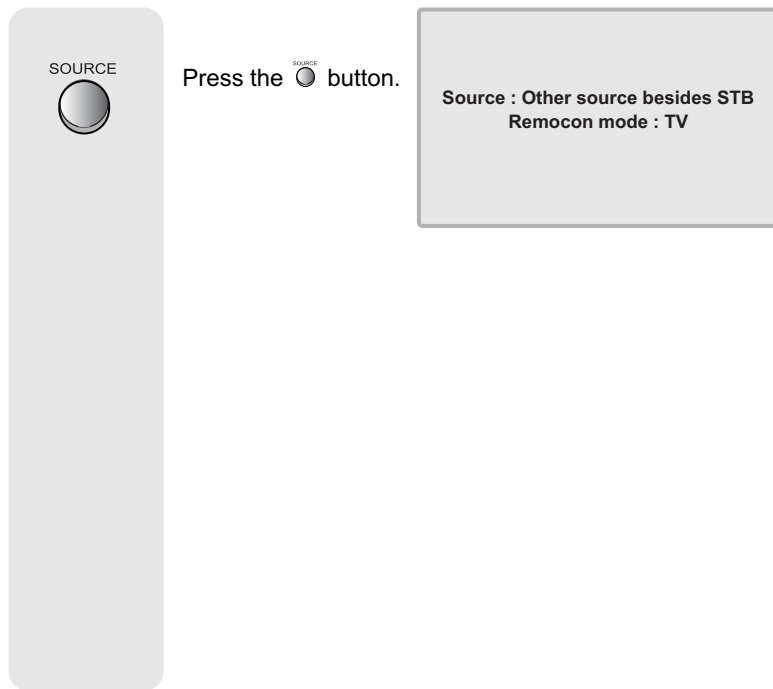 SOURCE
Press the SOURCE button.
Source : Other source besides STB
Remocon mode : TV